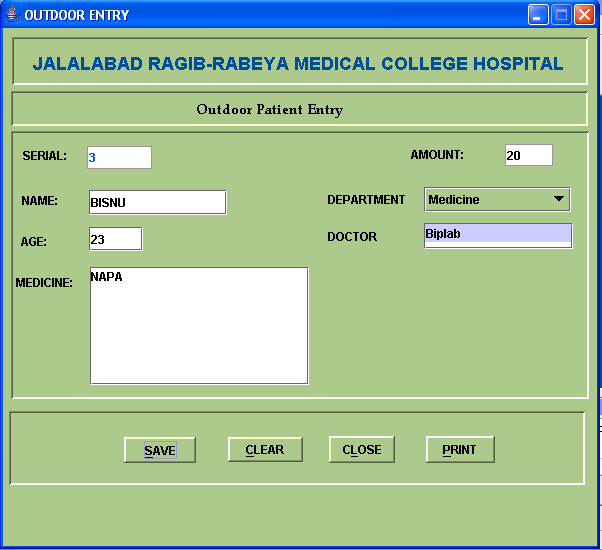 OUTDOOR ENTRY
JALALABAD RAGIB-RABEYA MEDICAL COLLEGE HOSPITAL
Outdoor Patient Entry
SERIAL: 3 AMOUNT: 20
NAME: BISNU DEPARTMENT Medicine
AGE: 23 DOCTOR Biplab
MEDICINE: NAPA
SAVE CLEAR CLOSE PRINT